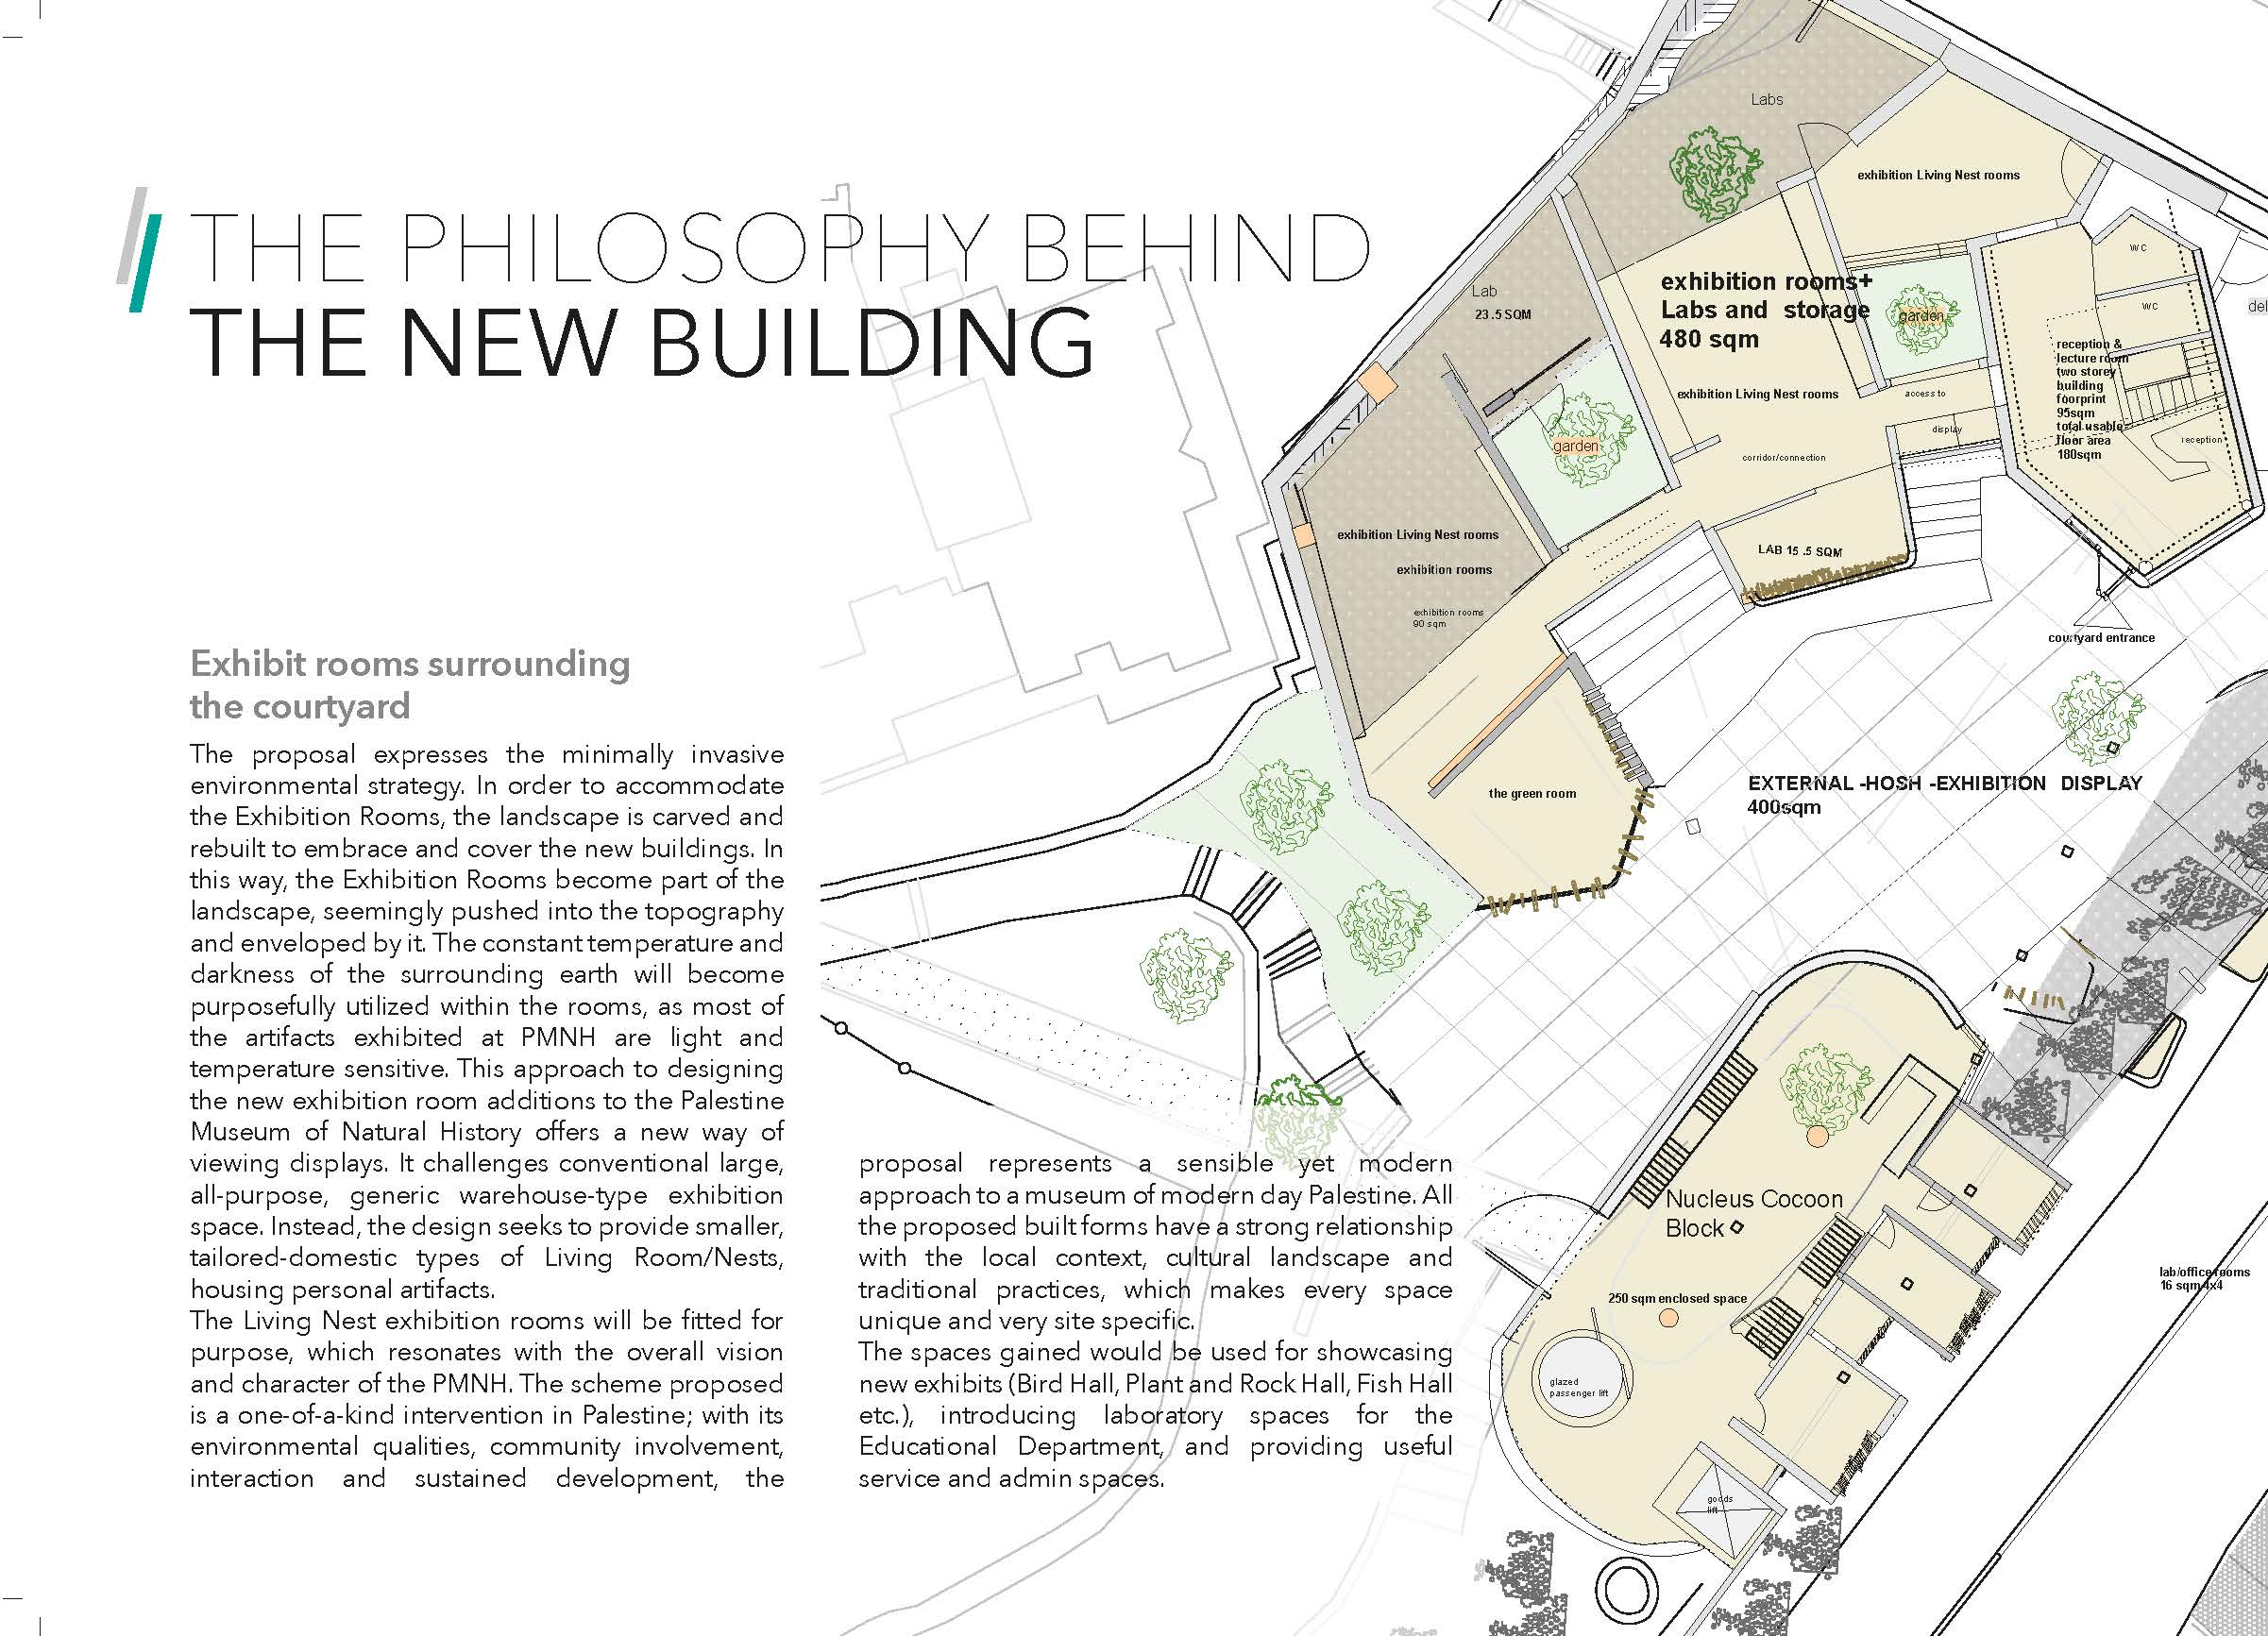 THE PHILOSOPHY BEHIND
THE NEW BUILDING
Exhibit rooms surrounding
the courtyard
The proposal expresses the minimally invasive
environmental strategy. In order to accommodate
the Exhibition Rooms, the landscape is carved and
rebuilt to embrace and cover the new buildings. In
this way, the Exhibition Rooms become part of the
landscape, seemingly pushed into the topography
and enveloped by it. The constant temperature and
darkness of the surrounding earth will become
purposefully utilized within the rooms, as most of
the artifacts exhibited at PMNH are light and
temperature sensitive. This approach to designing
the new exhibition room additions to the Palestine
Museum of Natural History offers a new way of
viewing displays. It challenges conventional large,
all-purpose, generic warehouse-type exhibition
space. Instead, the design seeks to provide smaller,
tailored-domestic types of Living Room/Nests,
housing personal artifacts.
The Living Nest exhibition rooms will be fitted for
purpose, which resonates with the overall vision
and character of the PMNH. The scheme proposed
is a one-of-a-kind intervention in Palestine; with its
environmental qualities, community involvement,
interaction and sustained development, the
proposal represents a sensible yet modern
approach to a museum of modern day Palestine. All
the proposed built forms have a strong relationship
with the local context, cultural landscape and
traditional practices, which makes every space
unique and very site specific.
The spaces gained would be used for showcasing
new exhibits (Bird Hall, Plant and Rock Hall, Fish Hall
etc.), introducing laboratory spaces for the
Educational Department, and providing useful
service and admin spaces.
Labs
exhibition Living Nest rooms
WC
WC
Lab
23.5 SQM
exhibition rooms+
Labs and storage
480 sqm
garden
del
reception &
lecture room
two storey
building
footprint
95sqm
total usable
floor area
180sqm
reception
exhibition Living Nest rooms
access to
display
garden
corridor/connection
exhibition Living Nest rooms
exhibition rooms
exhibition rooms
90 sqm
LAB 15 .5 SQM
courtyard entrance
the green room
EXTERNAL -HOSH -EXHIBITION DISPLAY
400sqm
Nucleus Cocoon
Block
250 sqm enclosed space
lab/office rooms
16 sqm 4x4
glazed
passenger lift
goods
lift